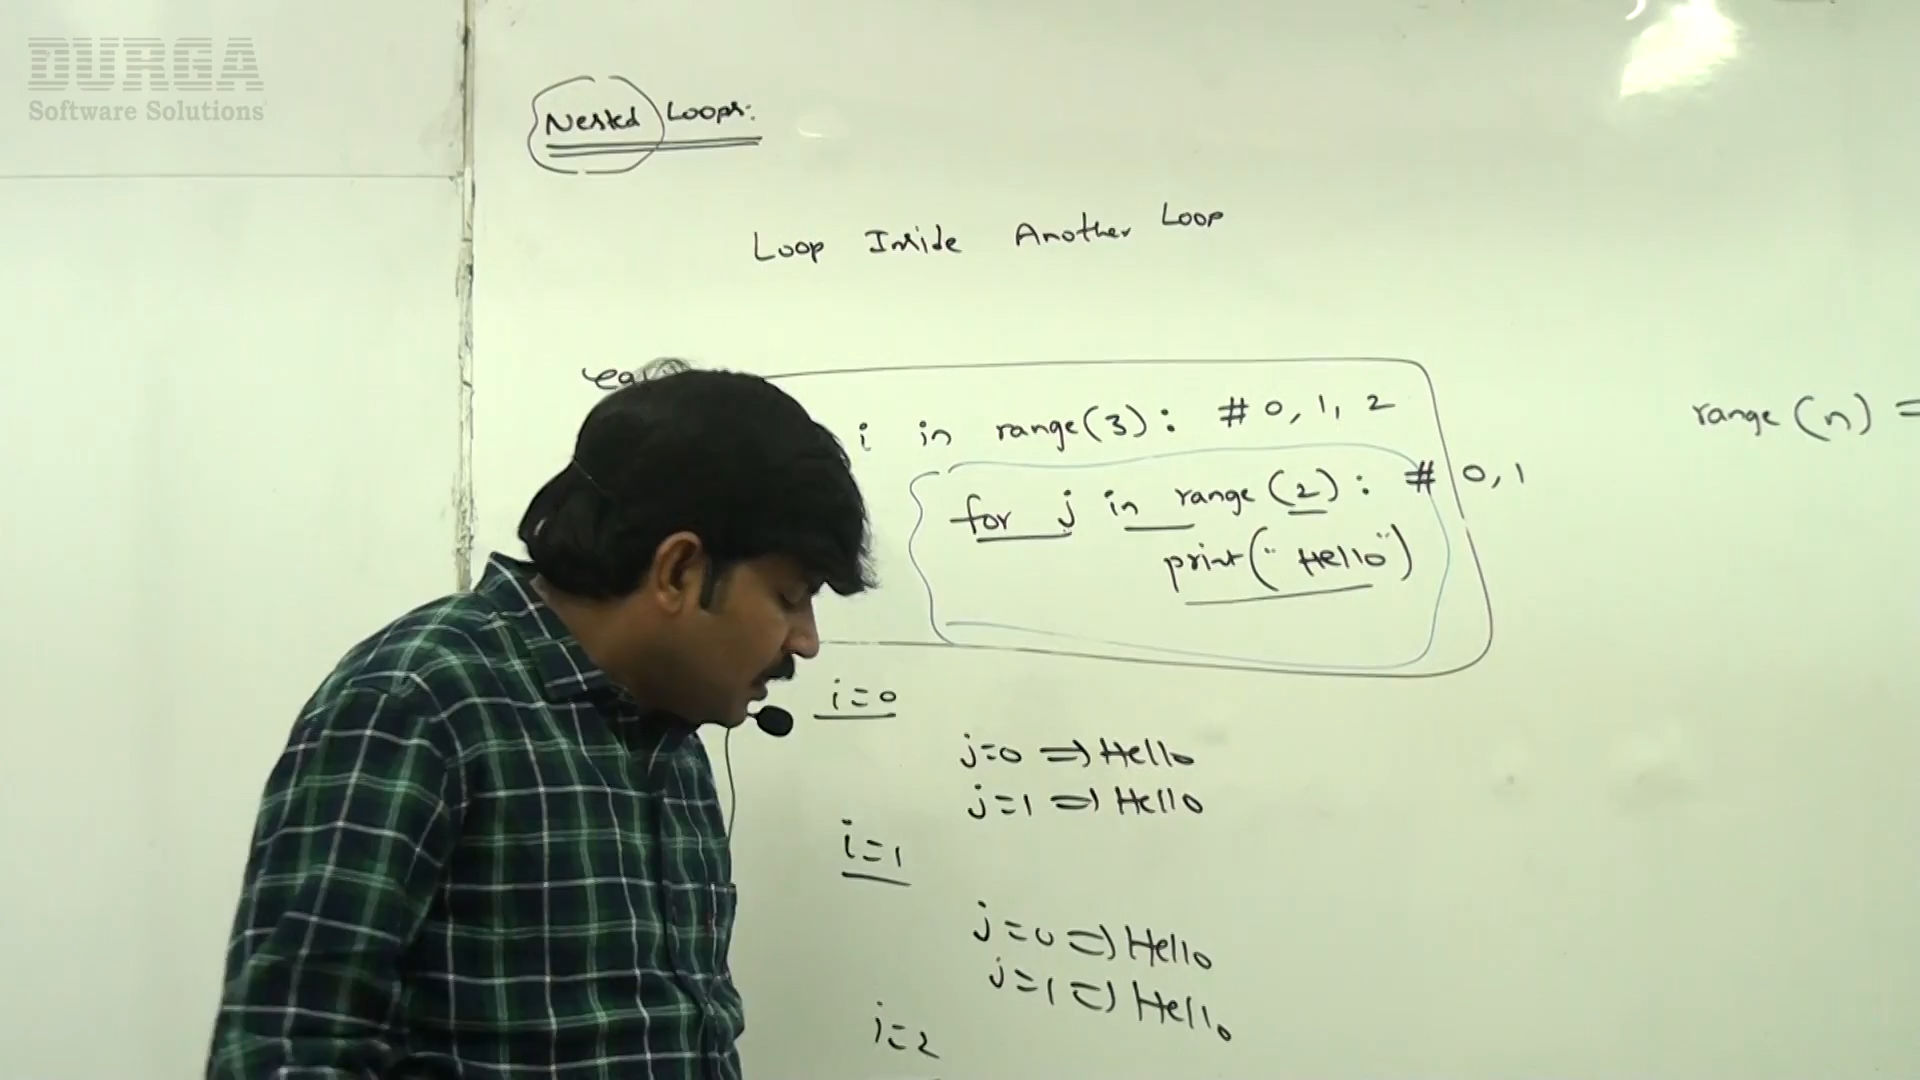 DURGA
Software Solutions
Nested Loops:
Loop Inside Another Loop
i in range(3): # 0, 1, 2
range(n) =
for j in range(2): # 0, 1
print("Hello")
i=0
j=0 => Hello
j=1 => Hello
i=1
j=0 => Hello
j=1 => Hello
i=2